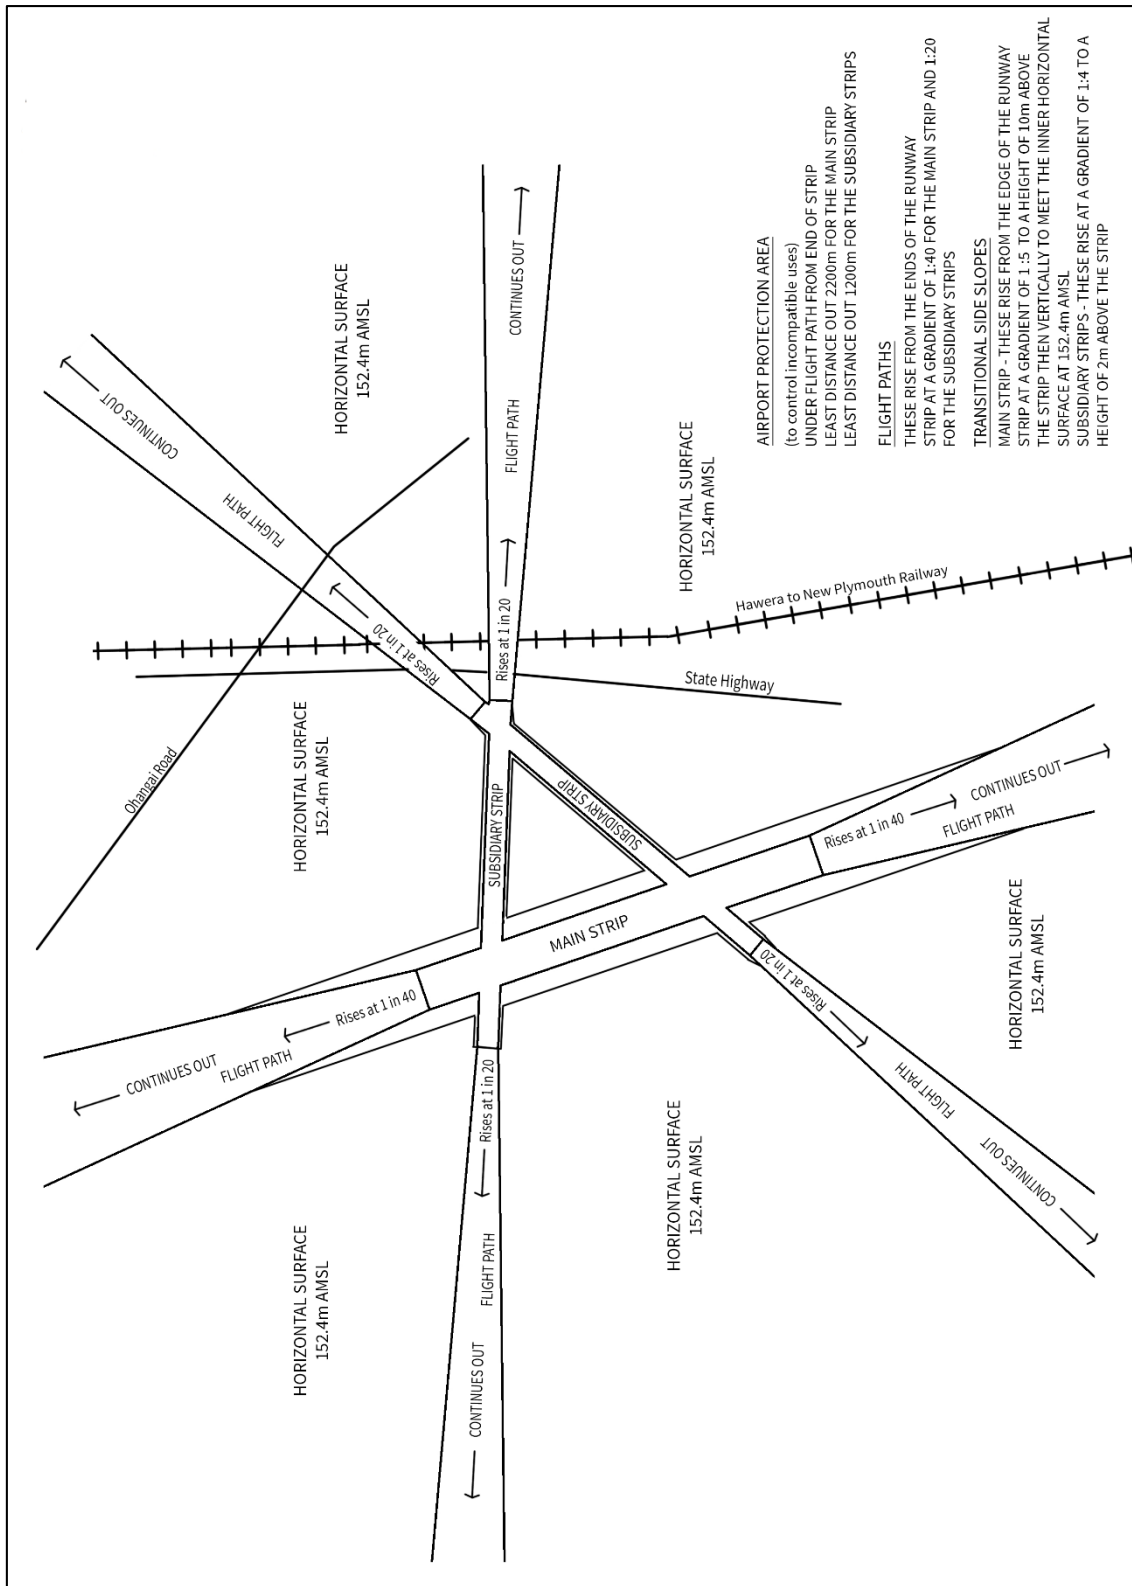 HORIZONTAL SURFACE
152.4m AMSL
CONTINUES OUT
FLIGHT PATH
Rises at 1 in 20
CONTINUES OUT
FLIGHT PATH
Rises at 1 in 20
HORIZONTAL SURFACE
152.4m AMSL
Hawera to New Plymouth Railway
State Highway
Ohangai Road
HORIZONTAL SURFACE
152.4m AMSL
SUBSIDIARY STRIP
SUBSIDIARY STRIP
MAIN STRIP
Rises at 1 in 40
FLIGHT PATH
CONTINUES OUT
Rises at 1 in 40
FLIGHT PATH
CONTINUES OUT
HORIZONTAL SURFACE
152.4m AMSL
Rises at 1 in 20
FLIGHT PATH
CONTINUES OUT
Rises at 1 in 20
FLIGHT PATH
CONTINUES OUT
HORIZONTAL SURFACE
152.4m AMSL
HORIZONTAL SURFACE
152.4m AMSL
AIRPORT PROTECTION AREA
(to control incompatible uses)
UNDER FLIGHT PATH FROM END OF STRIP
LEAST DISTANCE OUT 2200m FOR THE MAIN STRIP
LEAST DISTANCE OUT 1200m FOR THE SUBSIDIARY STRIPS
FLIGHT PATHS
THESE RISE FROM THE ENDS OF THE RUNWAY
STRIP AT A GRADIENT OF 1:40 FOR THE MAIN STRIP AND 1:20
FOR THE SUBSIDIARY STRIPS
TRANSITIONAL SIDE SLOPES
MAIN STRIP - THESE RISE FROM THE EDGE OF THE RUNWAY
STRIP AT A GRADIENT OF 1:5 TO A HEIGHT OF 10m ABOVE
THE STRIP THEN VERTICALLY TO MEET THE INNER HORIZONTAL
SURFACE AT 152.4m AMSL
SUBSIDIARY STRIPS - THESE RISE AT A GRADIENT OF 1:4 TO A
HEIGHT OF 2m ABOVE THE STRIP